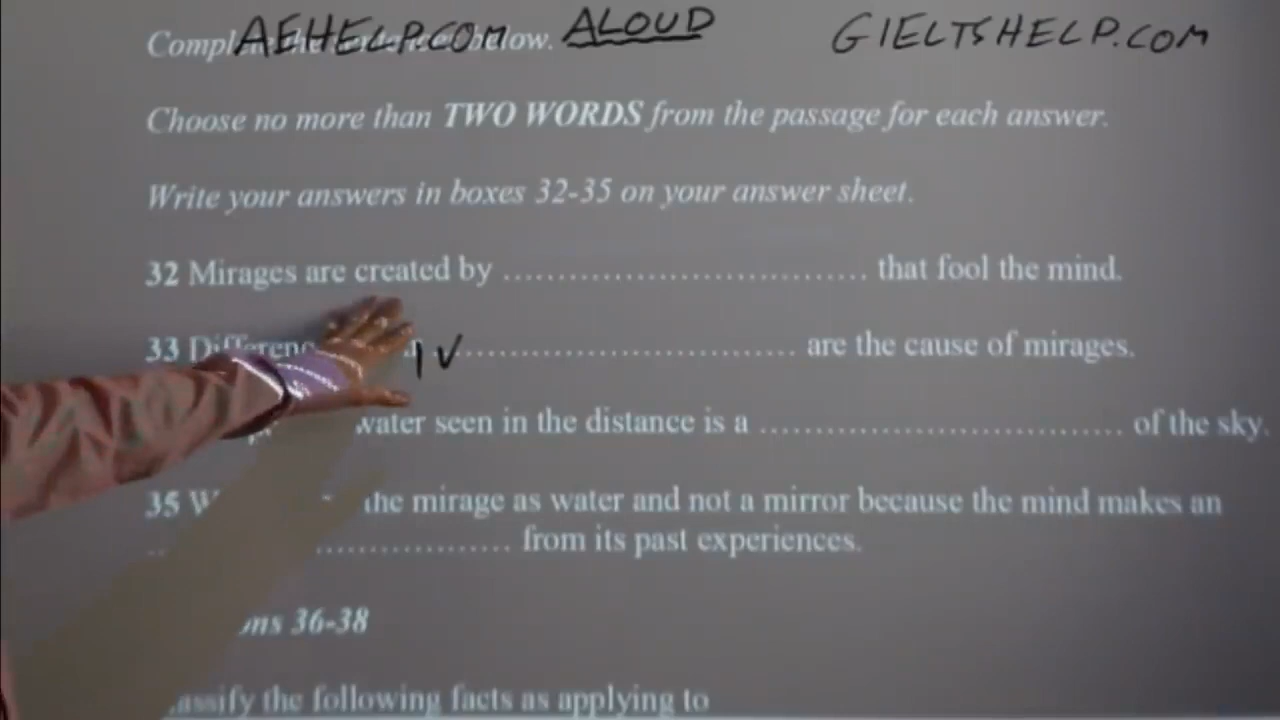 AEHELP.COM ALOUD GIELTSHELP.COM
below.
Choose no more than TWO WORDS from the passage for each answer.
Write your answers in boxes 32-35 on your answer sheet.
32 Mirages are created by .................................... that fool the mind.
33 .................................. are the cause of mirages.
water seen in the distance is a .................................... of the sky.
35 the mirage as water and not a mirror because the mind makes an
.................... from its past experiences.
36-38
the following facts as applying to